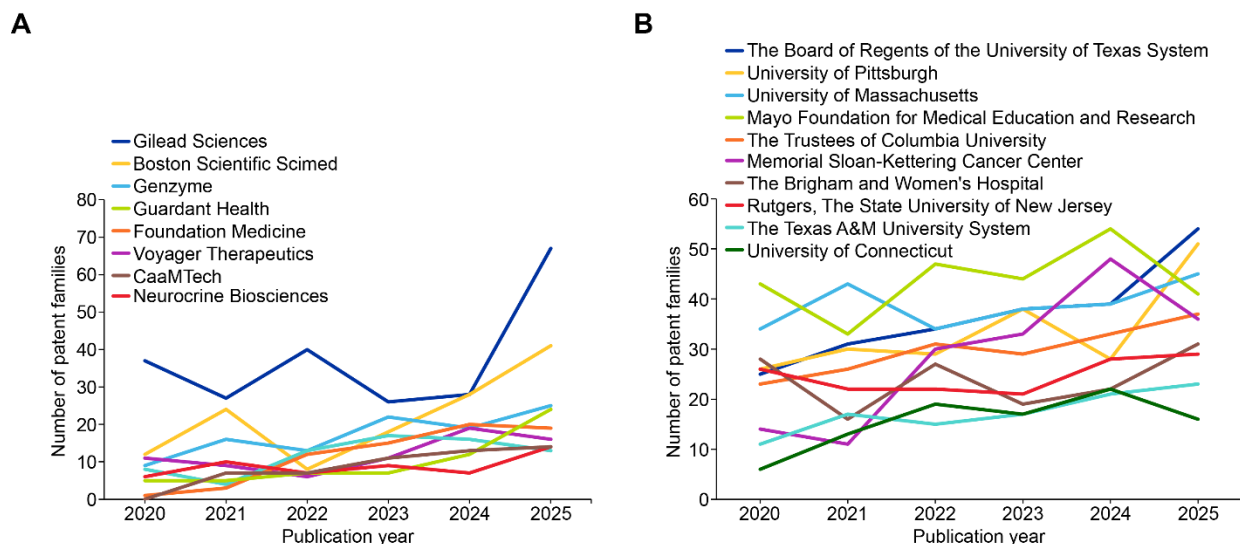 A
Gilead Sciences
Boston Scientific Scimed
Genzyme
Guardant Health
Foundation Medicine
Voyager Therapeutics
CaaMTech
Neurocrine Biosciences
Number of patent families
80
70
60
50
40
30
20
10
0
2020 2021 2022 2023 2024 2025
Publication year
B
The Board of Regents of the University of Texas System
University of Pittsburgh
University of Massachusetts
Mayo Foundation for Medical Education and Research
The Trustees of Columbia University
Memorial Sloan-Kettering Cancer Center
The Brigham and Women's Hospital
Rutgers, The State University of New Jersey
The Texas A&M University System
University of Connecticut
Number of patent families
60
50
40
30
20
10
0
2020 2021 2022 2023 2024 2025
Publication year